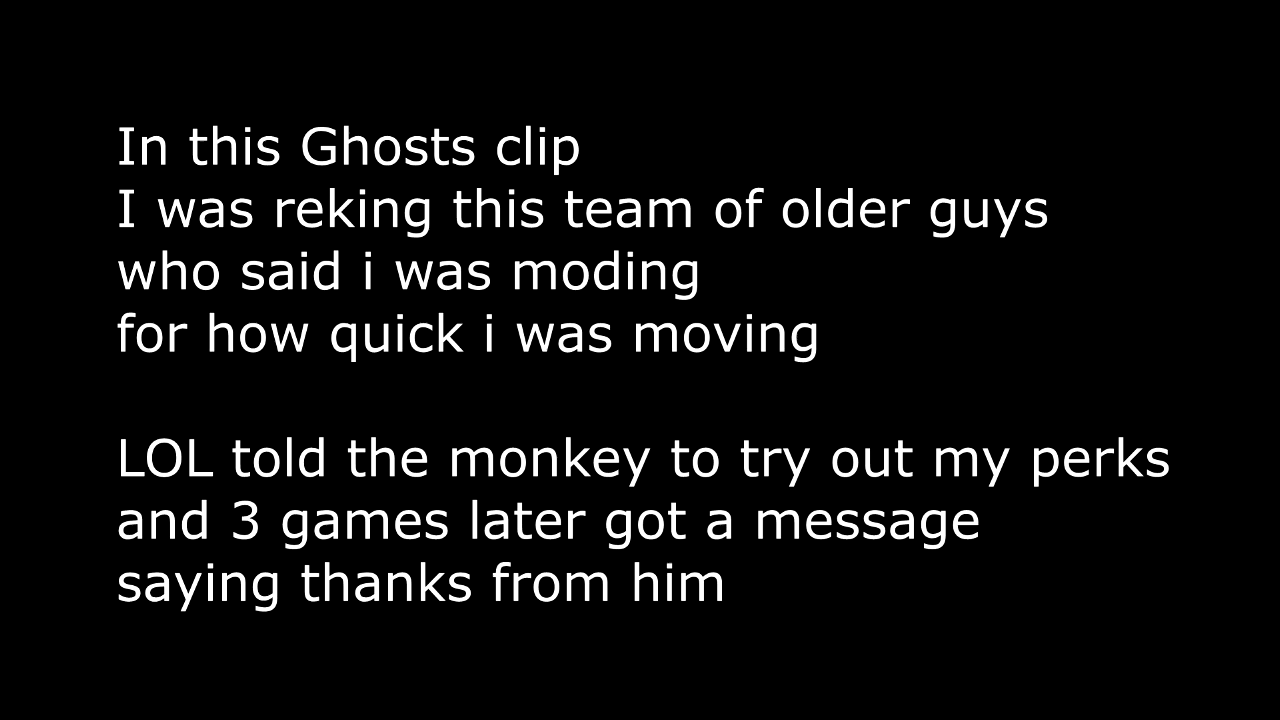 In this Ghosts clip
I was reking this team of older guys
who said i was moding
for how quick i was moving
LOL told the monkey to try out my perks
and 3 games later got a message
saying thanks from him